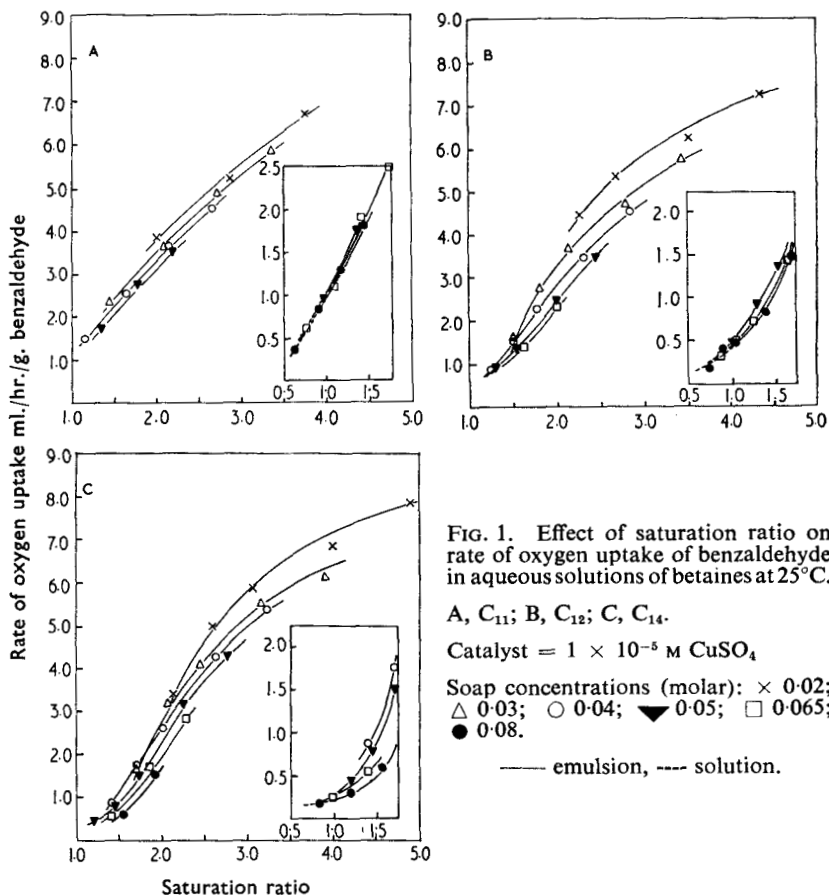 Rate of oxygen uptake ml./hr./g. benzaldehyde
A
9.0
8.0
7.0
6.0
5.0
4.0
3.0
2.0
1.0
1.0 2.0 3.0 4.0 5.0
2.5
2.0
1.5
1.0
0.5
0.5 1.0 1.5
B
9.0
8.0
7.0
6.0
5.0
4.0
3.0
2.0
1.0
1.0 2.0 3.0 4.0 5.0
2.0
1.5
1.0
0.5
0.5 1.0 1.5
C
9.0
8.0
7.0
6.0
5.0
4.0
3.0
2.0
1.0
1.0 2.0 3.0 4.0 5.0
2.0
1.5
1.0
0.5
0.5 1.0 1.5
Saturation ratio
FIG. 1. Effect of saturation ratio on
rate of oxygen uptake of benzaldehyde
in aqueous solutions of betaines at 25°C.
A, C₁₁; B, C₁₂; C, C₁₄.
Catalyst = 1 × 10⁻⁵ M CuSO₄
Soap concentrations (molar): × 0·02;
△ 0·03; ○ 0·04; ▼ 0·05; □ 0·065;
● 0·08.
—— emulsion, ---- solution.